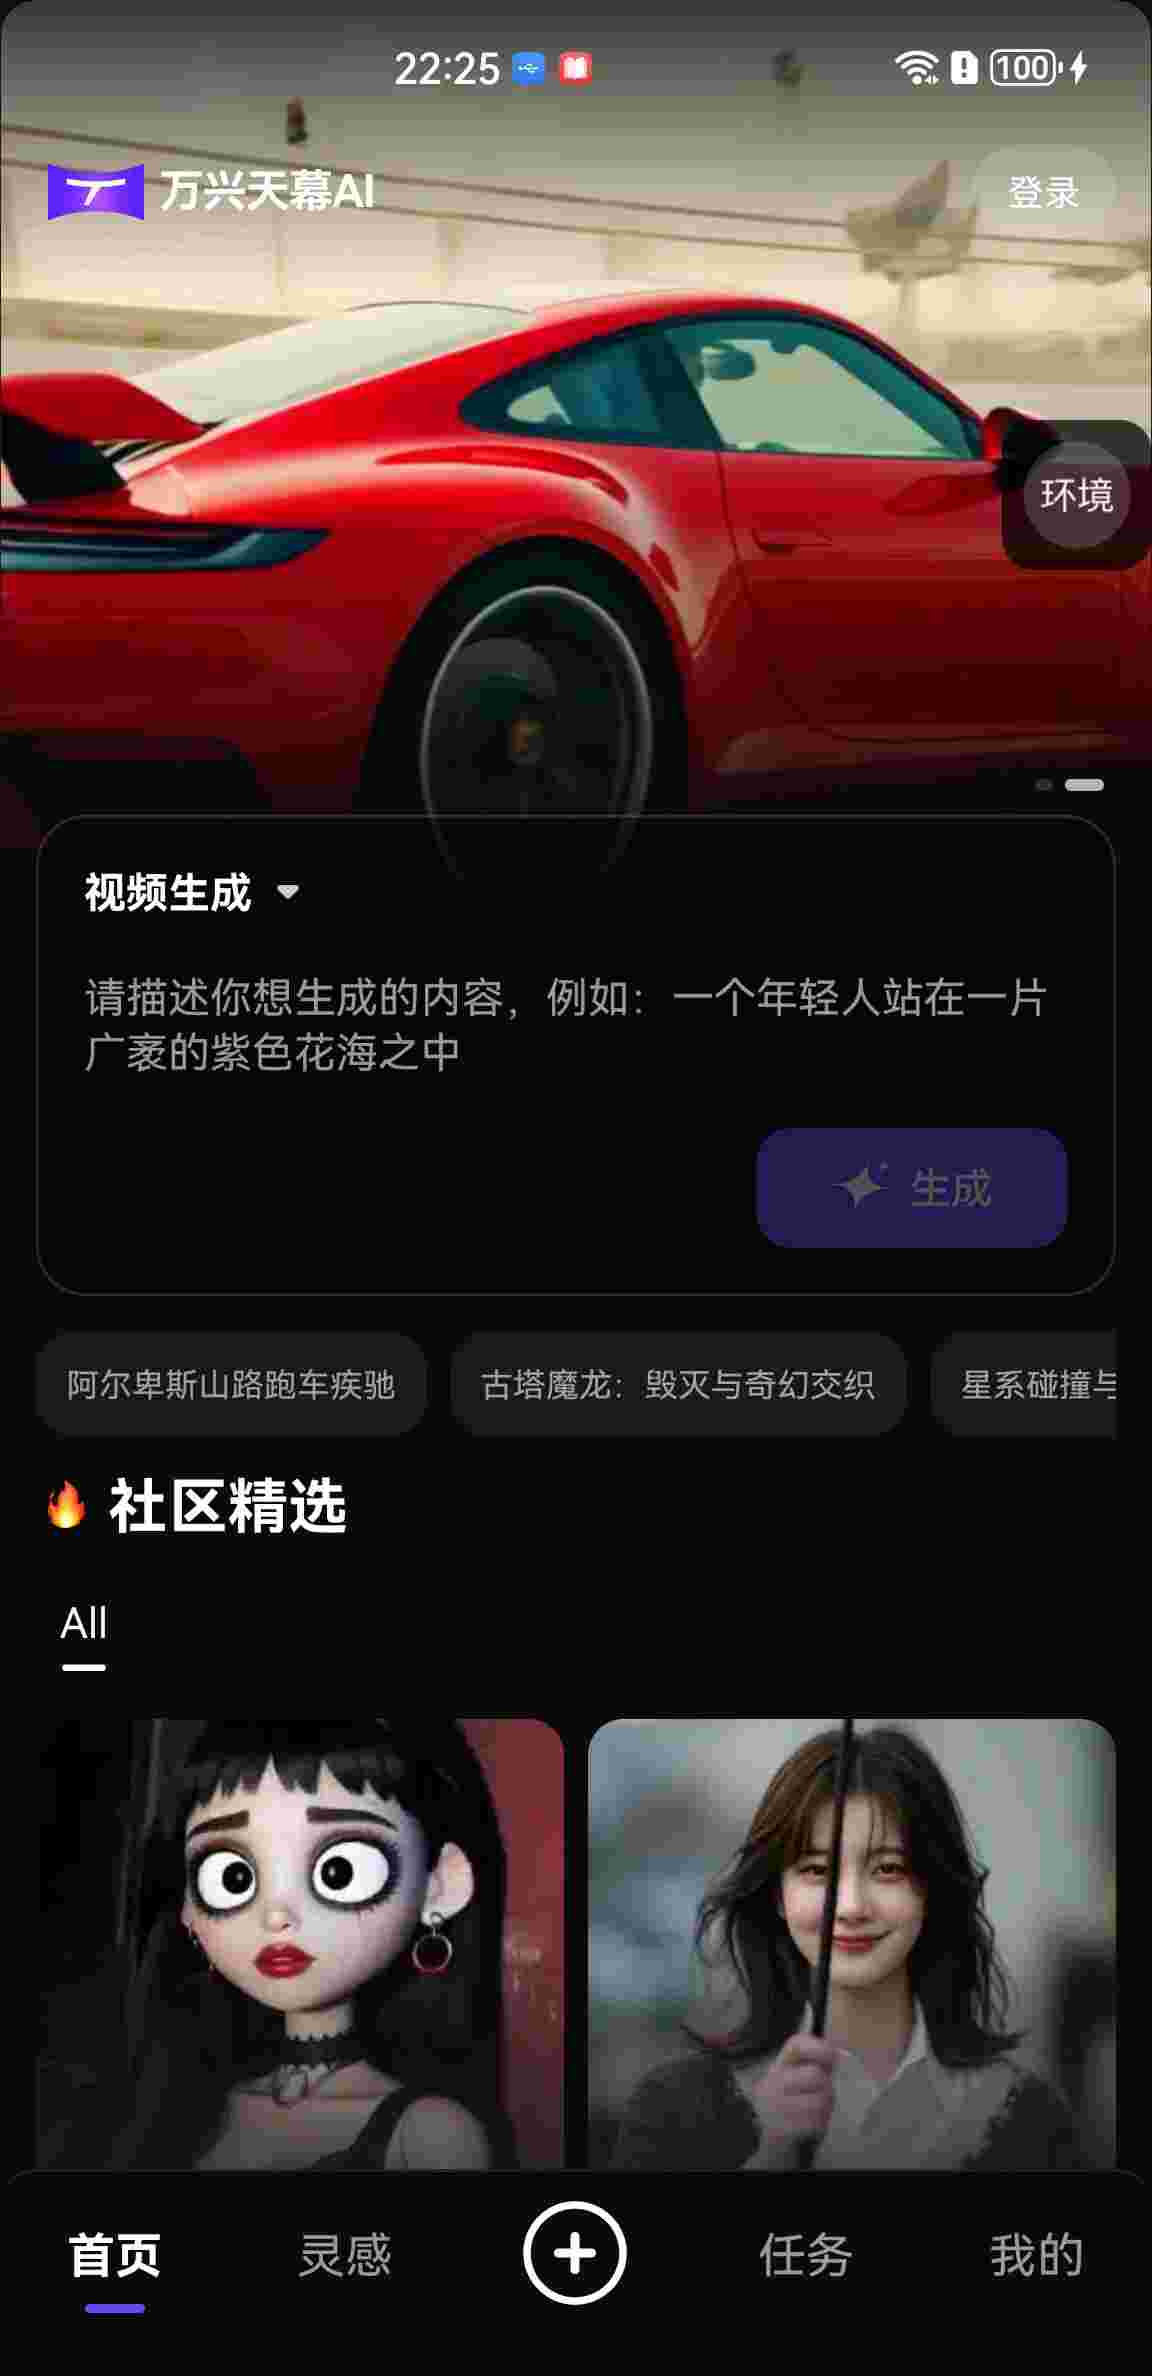 22:25
100
万兴天幕AI
登录
环境
视频生成
请描述你想生成的内容，例如：一个年轻人站在一片
广袤的紫色花海之中
生成
阿尔卑斯山路跑车疾驰
古塔魔龙：毁灭与奇幻交织
星系碰撞与
社区精选
All
首页
灵感
任务
我的